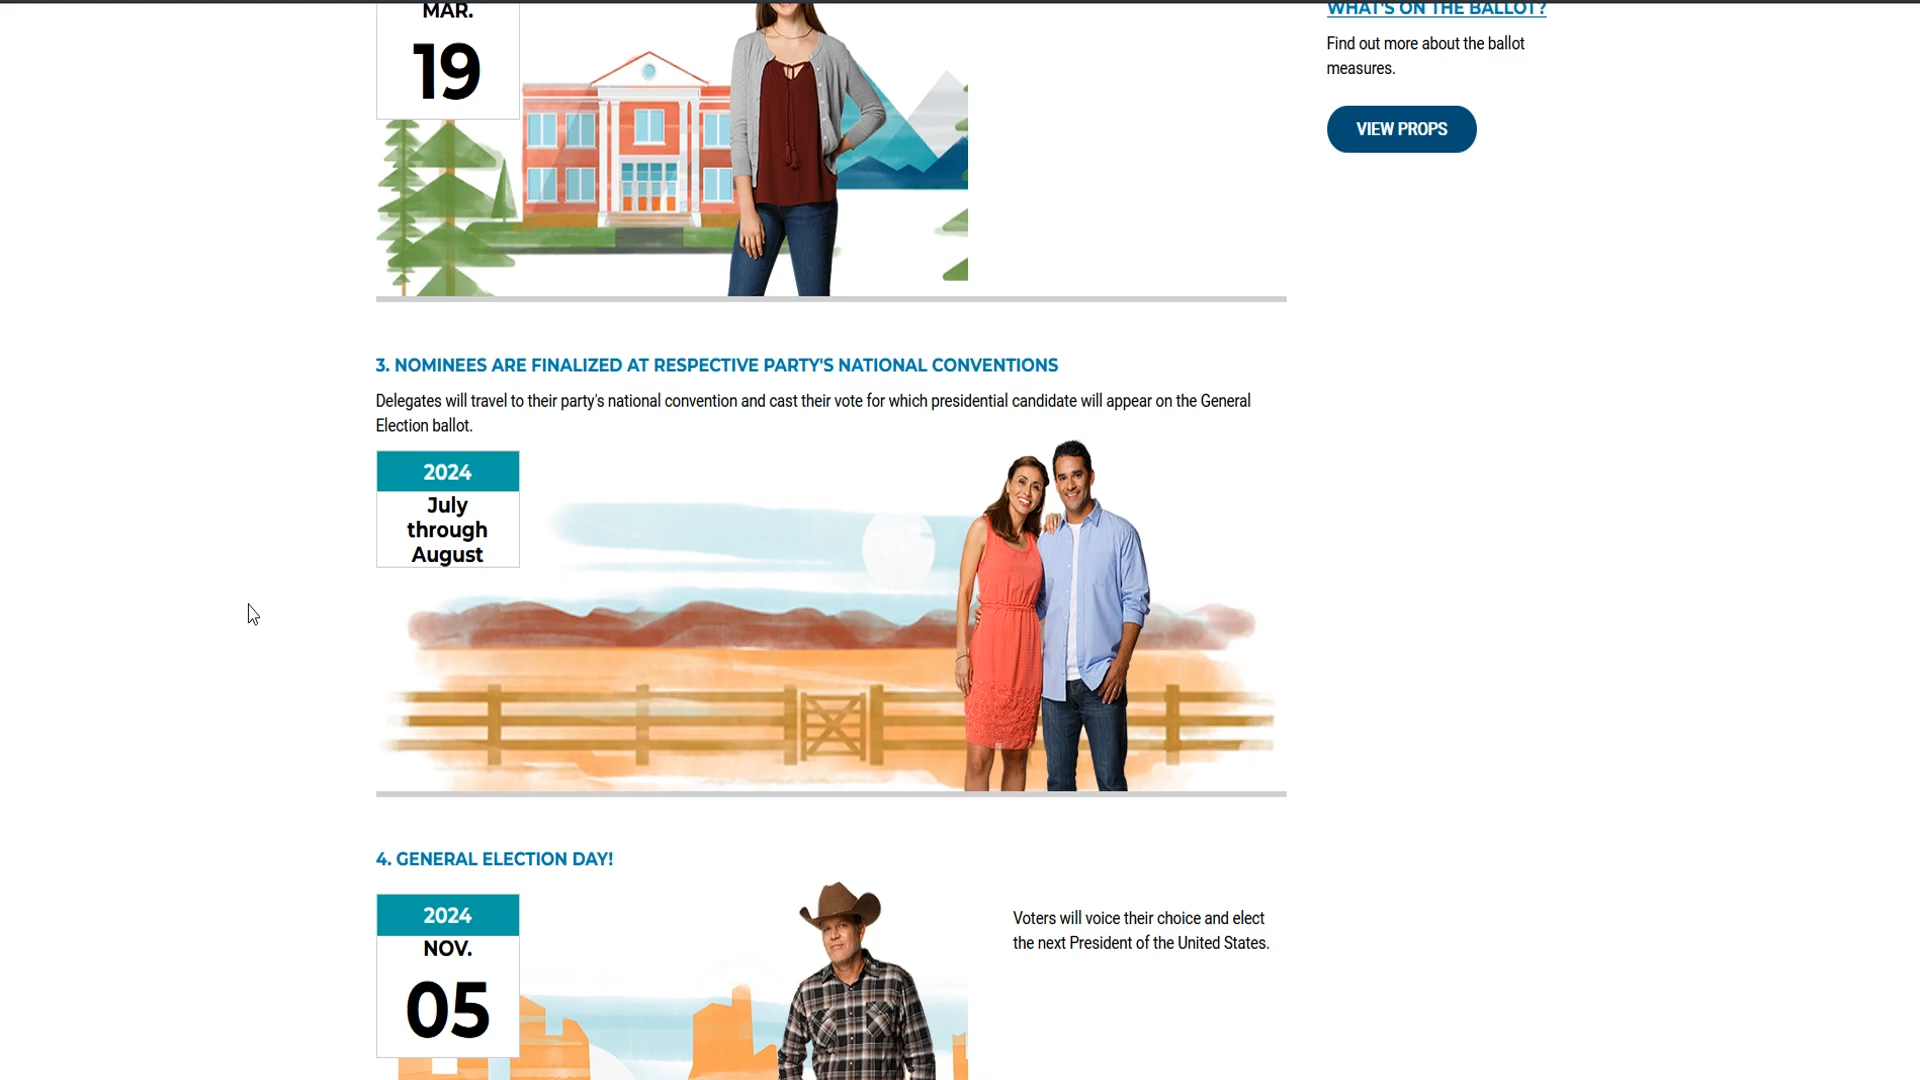 MAR.
19
WHAT'S ON THE BALLOT?
Find out more about the ballot
measures.
VIEW PROPS
3. NOMINEES ARE FINALIZED AT RESPECTIVE PARTY'S NATIONAL CONVENTIONS
Delegates will travel to their party's national convention and cast their vote for which presidential candidate will appear on the General
Election ballot.
2024
July
through
August
4. GENERAL ELECTION DAY!
2024
NOV.
05
Voters will voice their choice and elect
the next President of the United States.